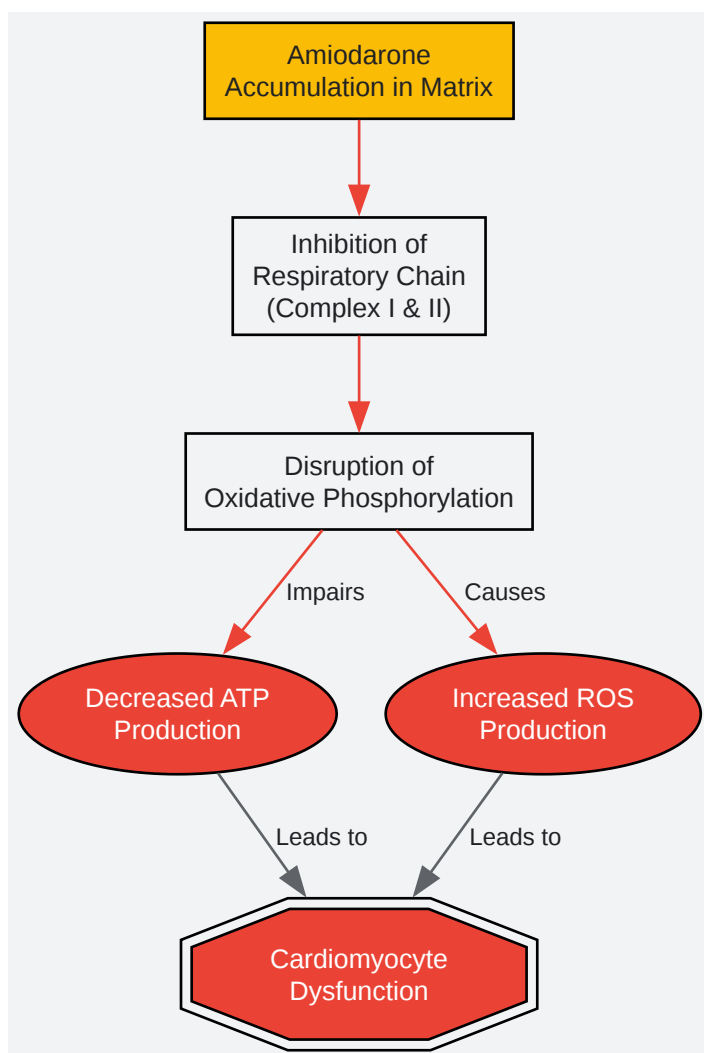 Amiodarone
Accumulation in Matrix
Inhibition of
Respiratory Chain
(Complex I & II)
Disruption of
Oxidative Phosphorylation
Impairs
Causes
Decreased ATP
Production
Increased ROS
Production
Leads to
Leads to
Cardiomyocyte
Dysfunction